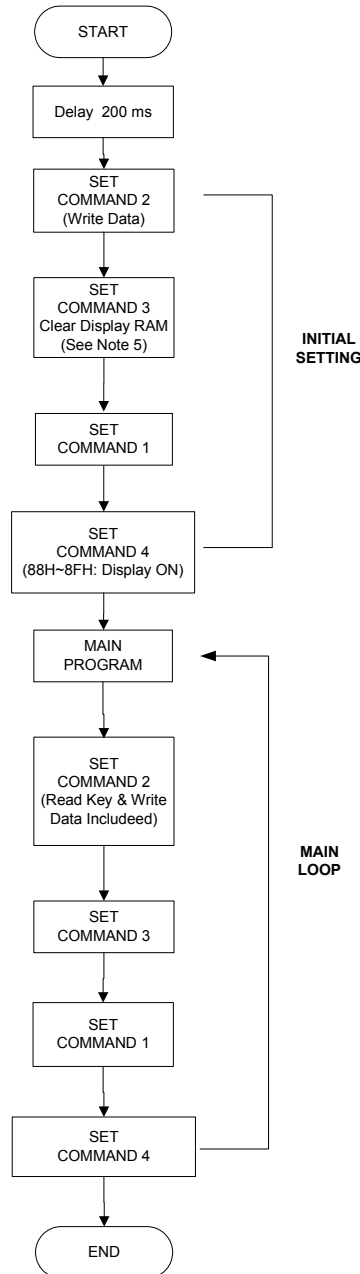 START
Delay 200 ms
SET
COMMAND 2
(Write Data)
SET
COMMAND 3
Clear Display RAM
(See Note 5)
INITIAL
SETTING
SET
COMMAND 1
SET
COMMAND 4
(88H~8FH: Display ON)
MAIN
PROGRAM
SET
COMMAND 2
(Read Key & Write
Data Includeed)
MAIN
LOOP
SET
COMMAND 3
SET
COMMAND 1
SET
COMMAND 4
END